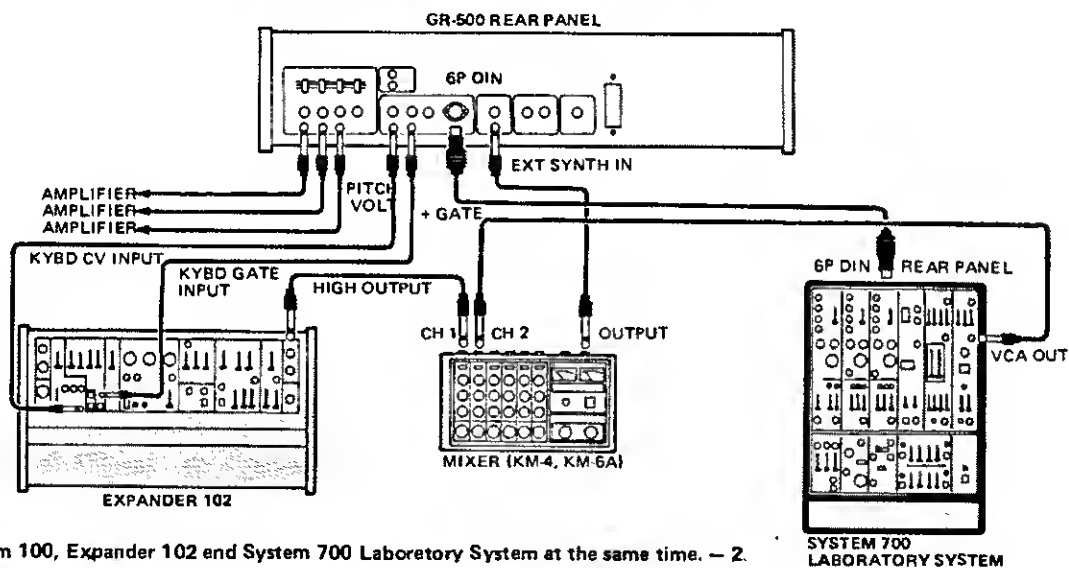 GR-500 REAR PANEL
6P DIN
EXT SYNTH IN
AMPLIFIER
AMPLIFIER
AMPLIFIER
PITCH
VOLT
+ GATE
KYBD CV INPUT
KYBD GATE
INPUT
HIGH OUTPUT
6P DIN
REAR PANEL
CH 1
CH 2
OUTPUT
VCA OUT
MIXER (KM-4, KM-6A)
EXPANDER 102
m 100, Expander 102 end System 700 Laboretory System at the same time. — 2.
SYSTEM 700
LABORATORY SYSTEM